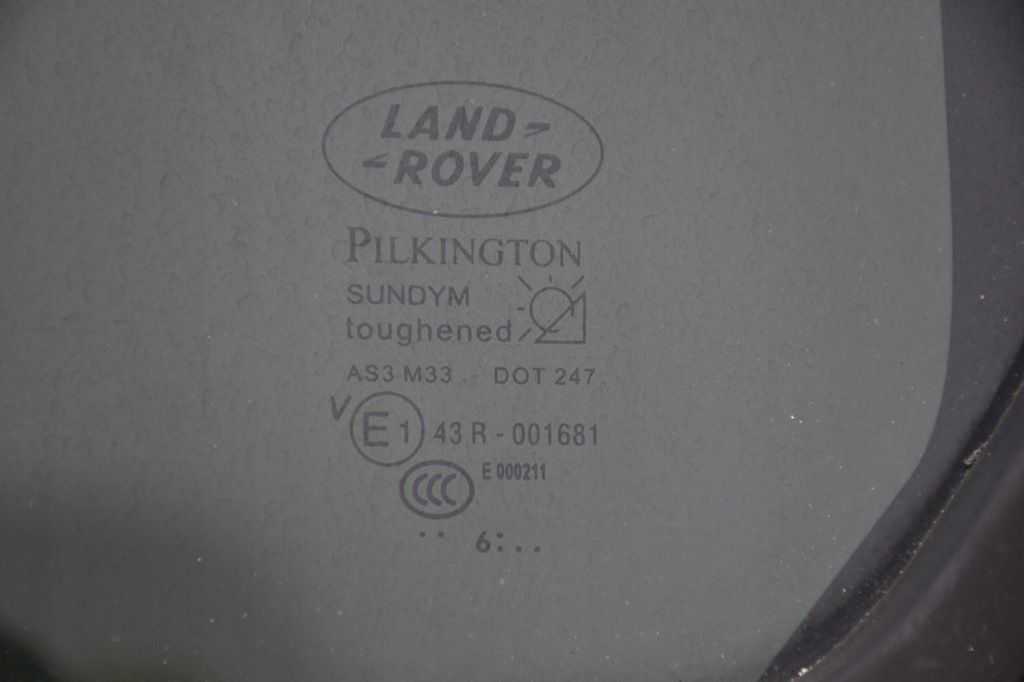 LAND
ROVER
PILKINGTON
SUNDYM
toughened
AS3 M33 DOT 247
V E1 43 R - 001681
CCC E 000211
.. 6:..